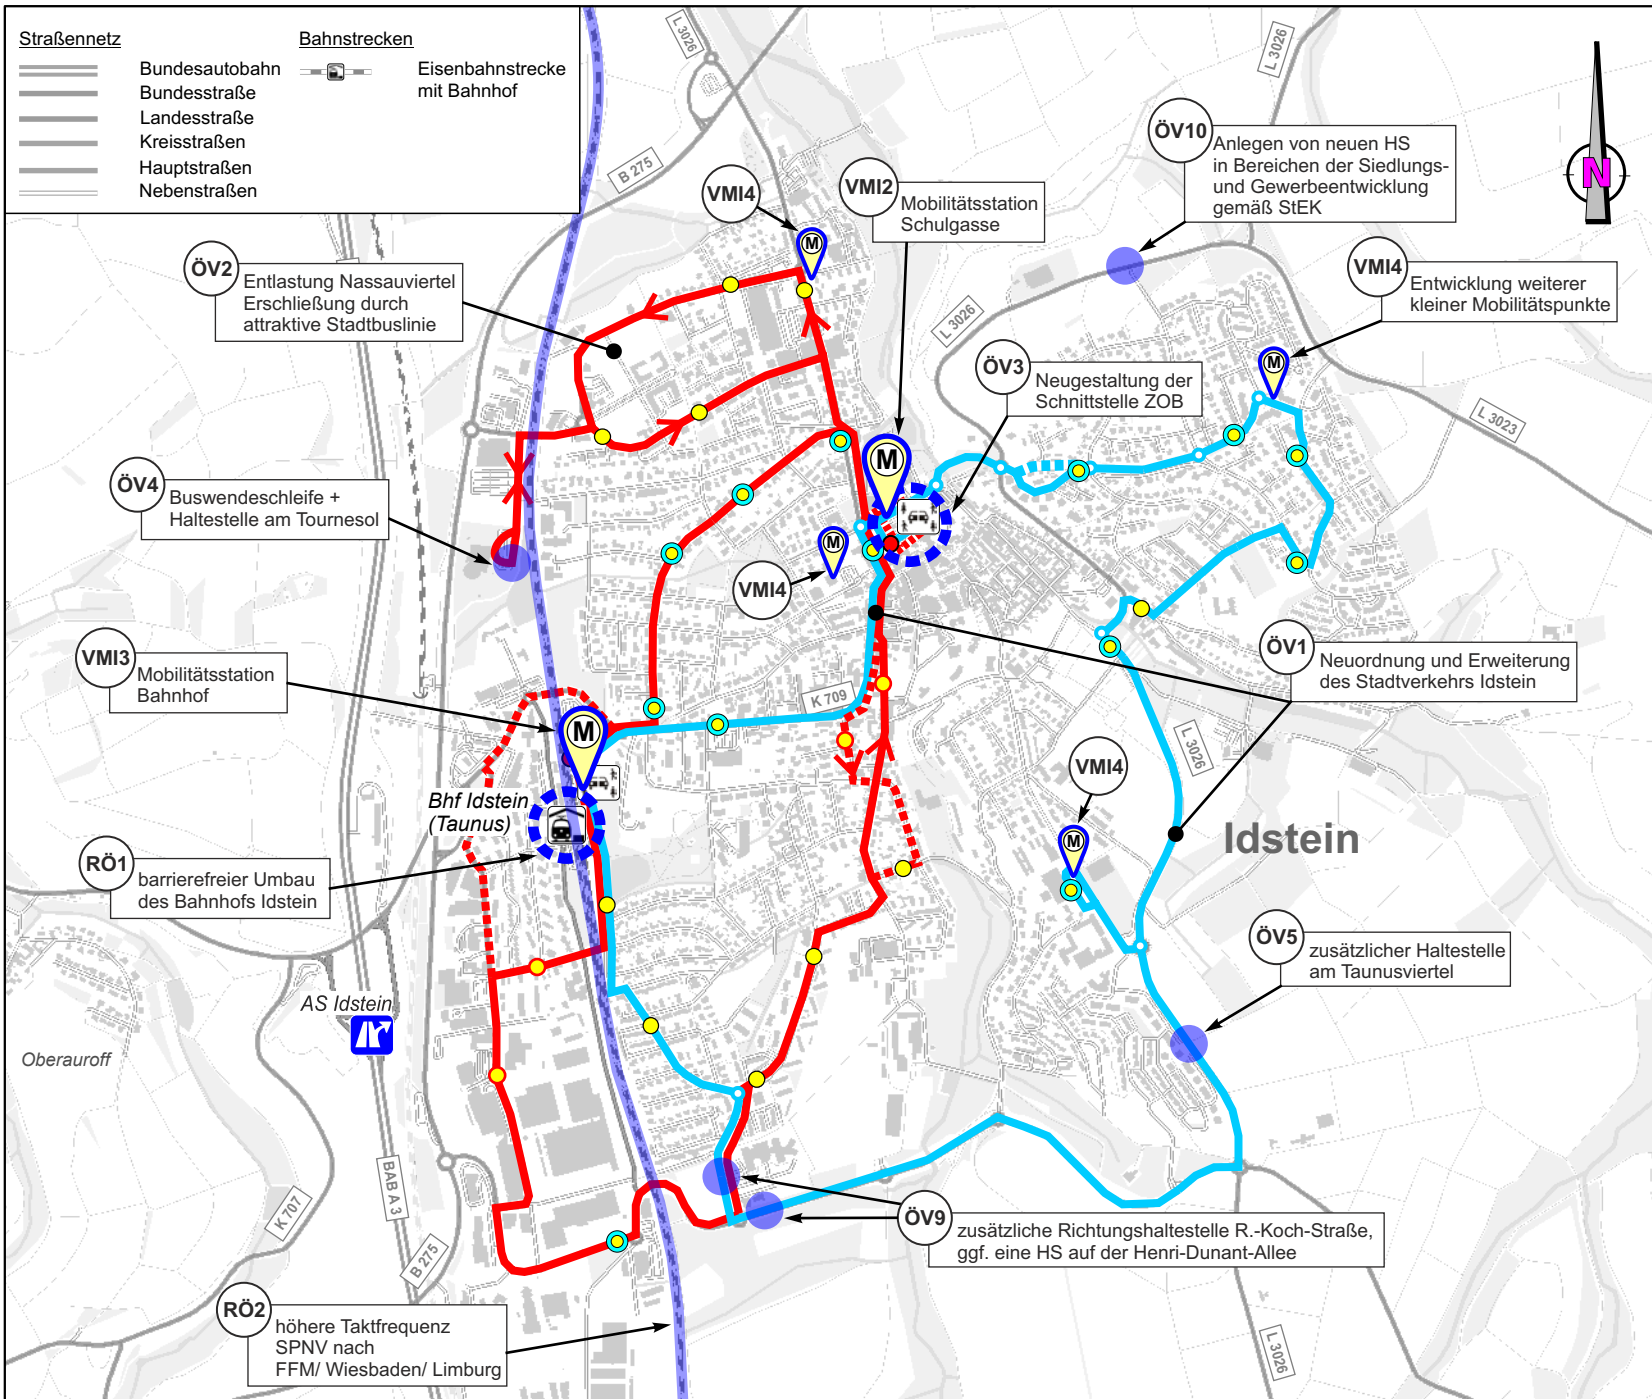 Straßennetz
Bundesautobahn
Bundesstraße
Landesstraße
Kreisstraßen
Hauptstraßen
Nebenstraßen
Bahnstrecken
Eisenbahnstrecke
mit Bahnhof
L 3026
L 3026
B 275
N
ÖV10
Anlegen von neuen HS
in Bereichen der Siedlungs-
und Gewerbeentwicklung
gemäß StEK
VMI4
M
VMI2
Mobilitätsstation
Schulgasse
ÖV2
Entlastung Nassauviertel
Erschließung durch
attraktive Stadtbuslinie
VMI4
Entwicklung weiterer
kleiner Mobilitätspunkte
L 3026
ÖV3
Neugestaltung der
Schnittstelle ZOB
M
L 3023
M
ÖV4
Buswendeschleife +
Haltestelle am Tournesol
M
VMI4
VMI3
Mobilitätsstation
Bahnhof
K 709
ÖV1
Neuordnung und Erweiterung
des Stadtverkehrs Idstein
M
L 3026
VMI4
Bhf Idstein
(Taunus)
Idstein
M
RÖ1
barrierefreier Umbau
des Bahnhofs Idstein
ÖV5
zusätzlicher Haltestelle
am Taunusviertel
AS Idstein
Oberauroff
BAB A 3
K 707
B 275
ÖV9
zusätzliche Richtungshaltestelle R.-Koch-Straße,
ggf. eine HS auf der Henri-Dunant-Allee
RÖ2
höhere Taktfrequenz
SPNV nach
FFM/ Wiesbaden/ Limburg
L 3026